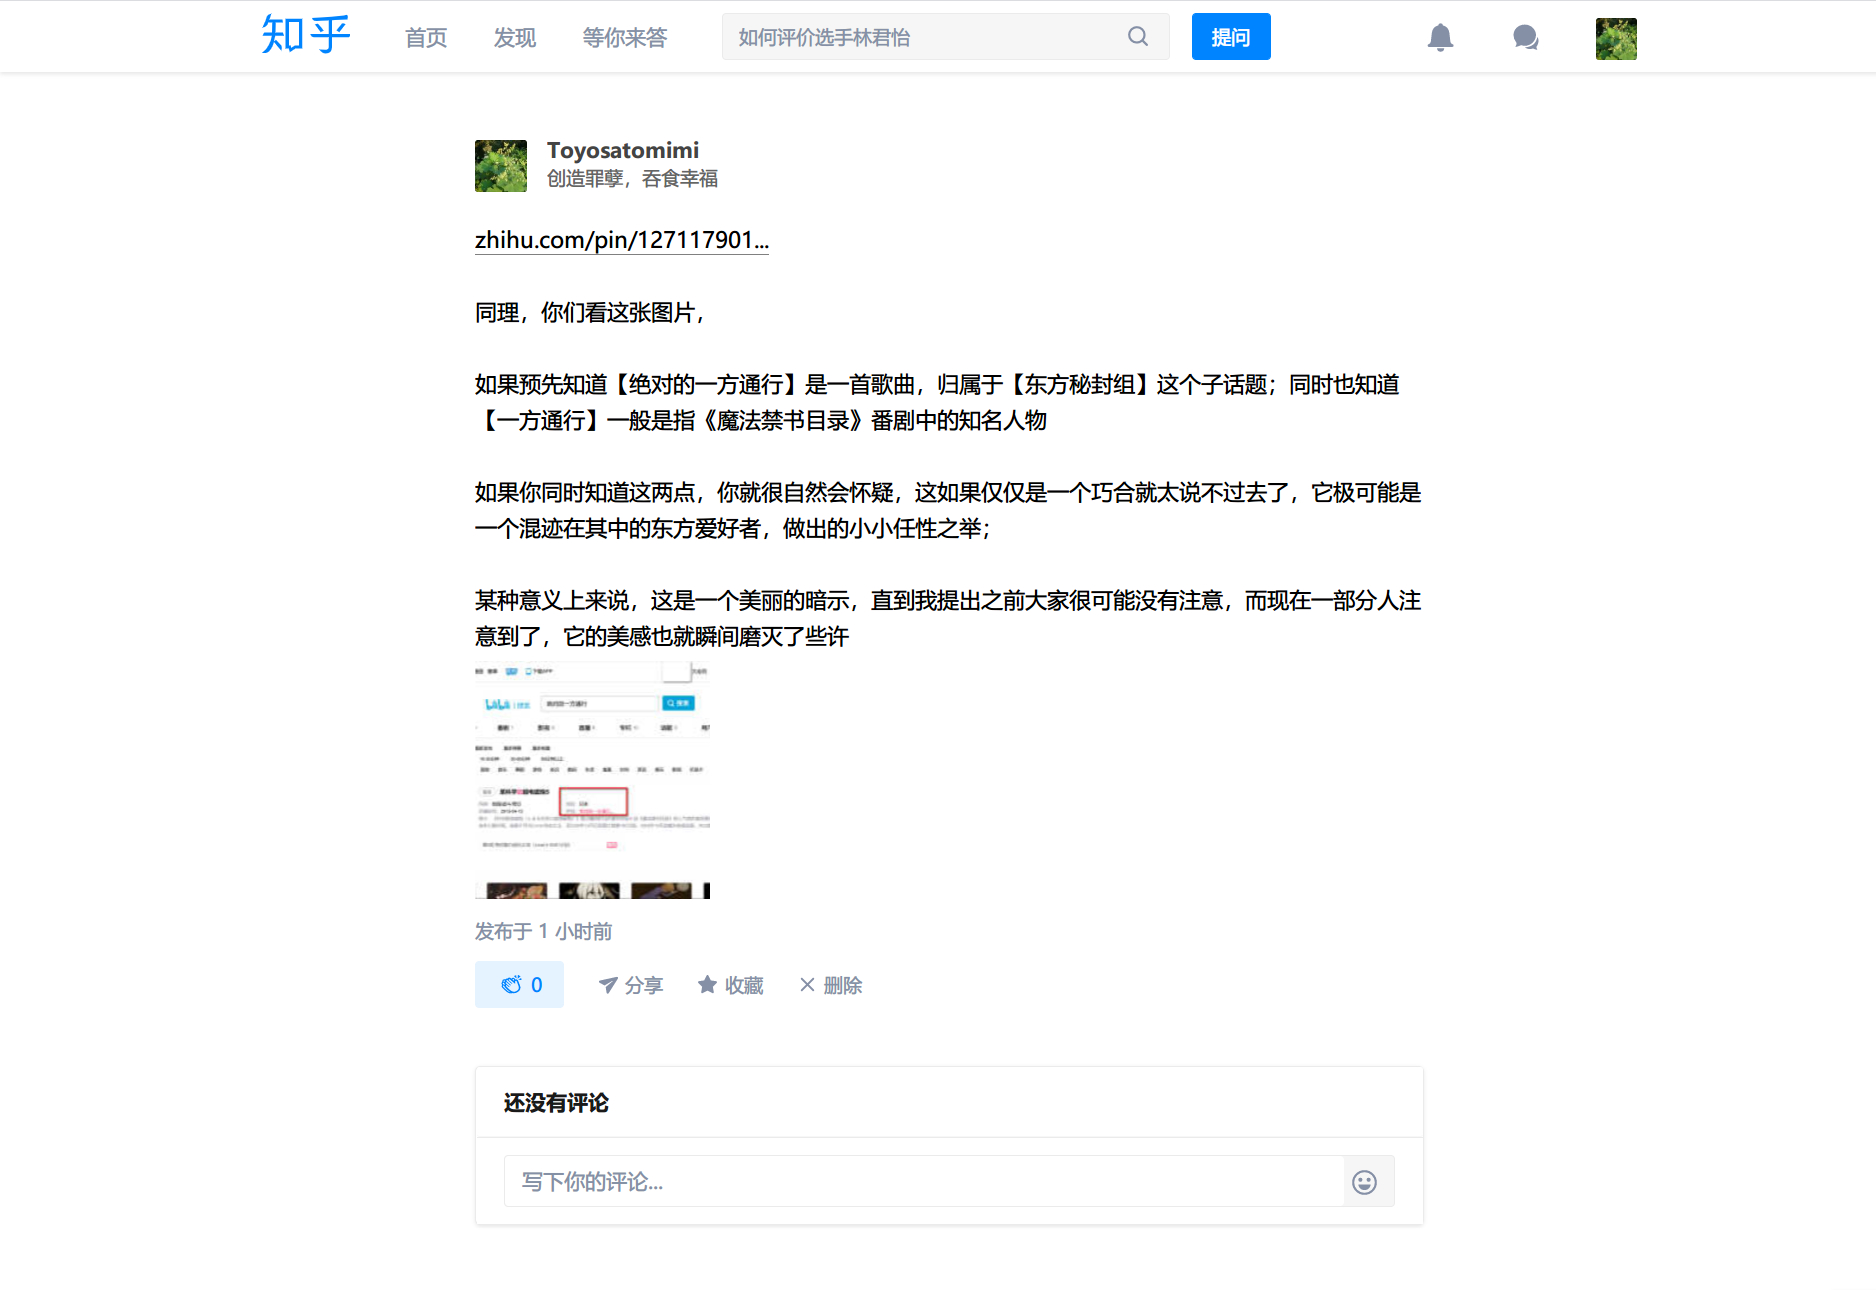 知乎 首页 发现 等你来答 如何评价选手林君怡 提问
Toyosatomimi
创造罪孽，吞食幸福
zhihu.com/pin/127117901...
同理，你们看这张图片，
如果预先知道【绝对的一方通行】是一首歌曲，归属于【东方秘封组】这个子话题；同时也知道
【一方通行】一般是指《魔法禁书目录》番剧中的知名人物
如果你同时知道这两点，你就很自然会怀疑，这如果仅仅是一个巧合就太说不过去了，它极可能是
一个混迹在其中的东方爱好者，做出的小小任性之举；
某种意义上来说，这是一个美丽的暗示，直到我提出之前大家很可能没有注意，而现在一部分人注
意到了，它的美感也就瞬间磨灭了些许
发布于 1 小时前
0 分享 收藏 删除
还没有评论
写下你的评论...